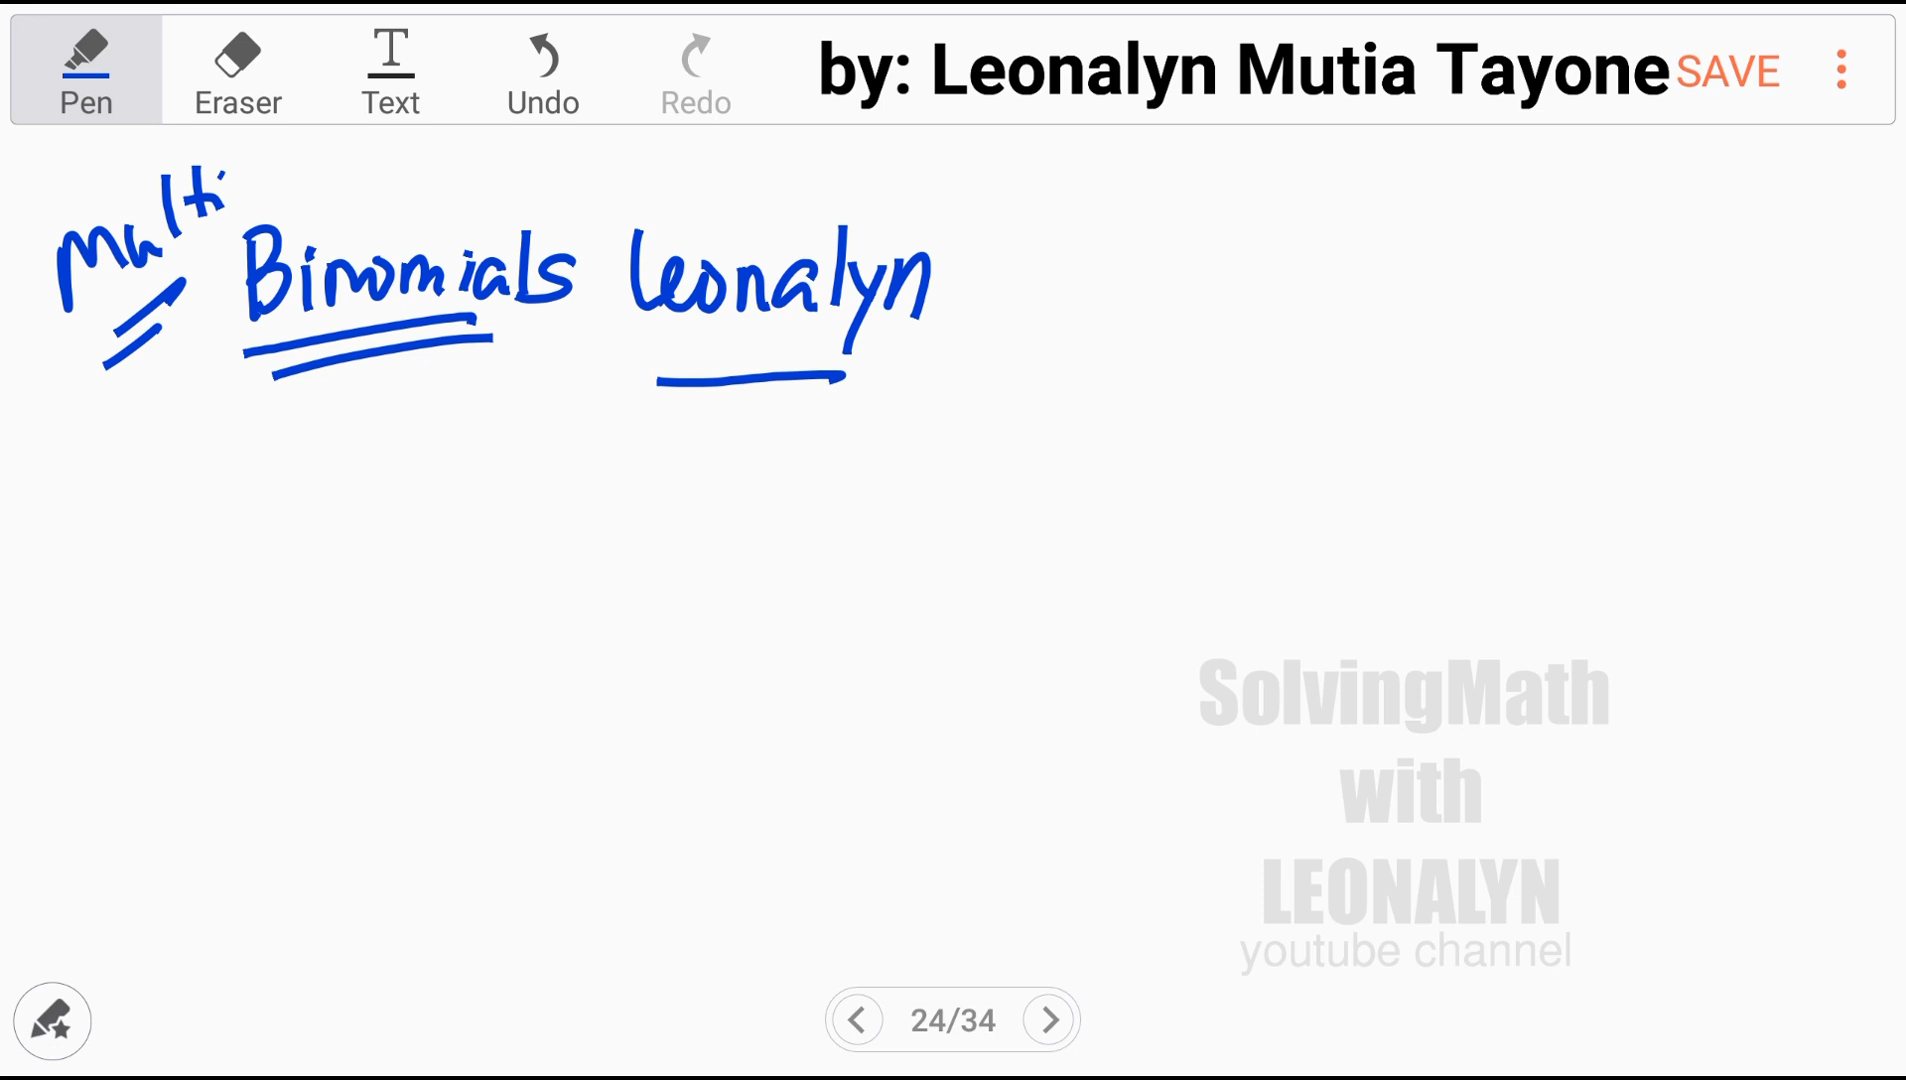 Pen Eraser Text Undo Redo by: Leonalyn Mutia Tayone SAVE
Multi Binomials Leonalyn
SolvingMath
with
LEONALYN
youtube channel
24/34